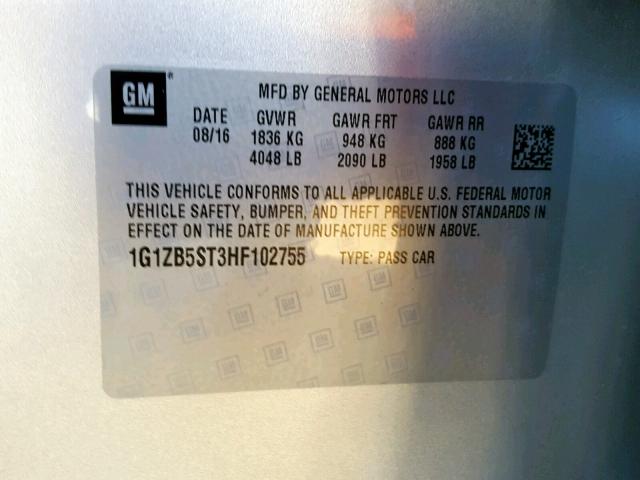 GM ®
MFD BY GENERAL MOTORS LLC
DATE GVWR GAWR FRT GAWR RR
08/16 1836 KG 948 KG 888 KG
4048 LB 2090 LB 1958 LB
THIS VEHICLE CONFORMS TO ALL APPLICABLE U.S. FEDERAL MOTOR
VEHICLE SAFETY, BUMPER, AND THEFT PREVENTION STANDARDS IN
EFFECT ON THE DATE OF MANUFACTURE SHOWN ABOVE.
1G1ZB5ST3HF102755 TYPE: PASS CAR